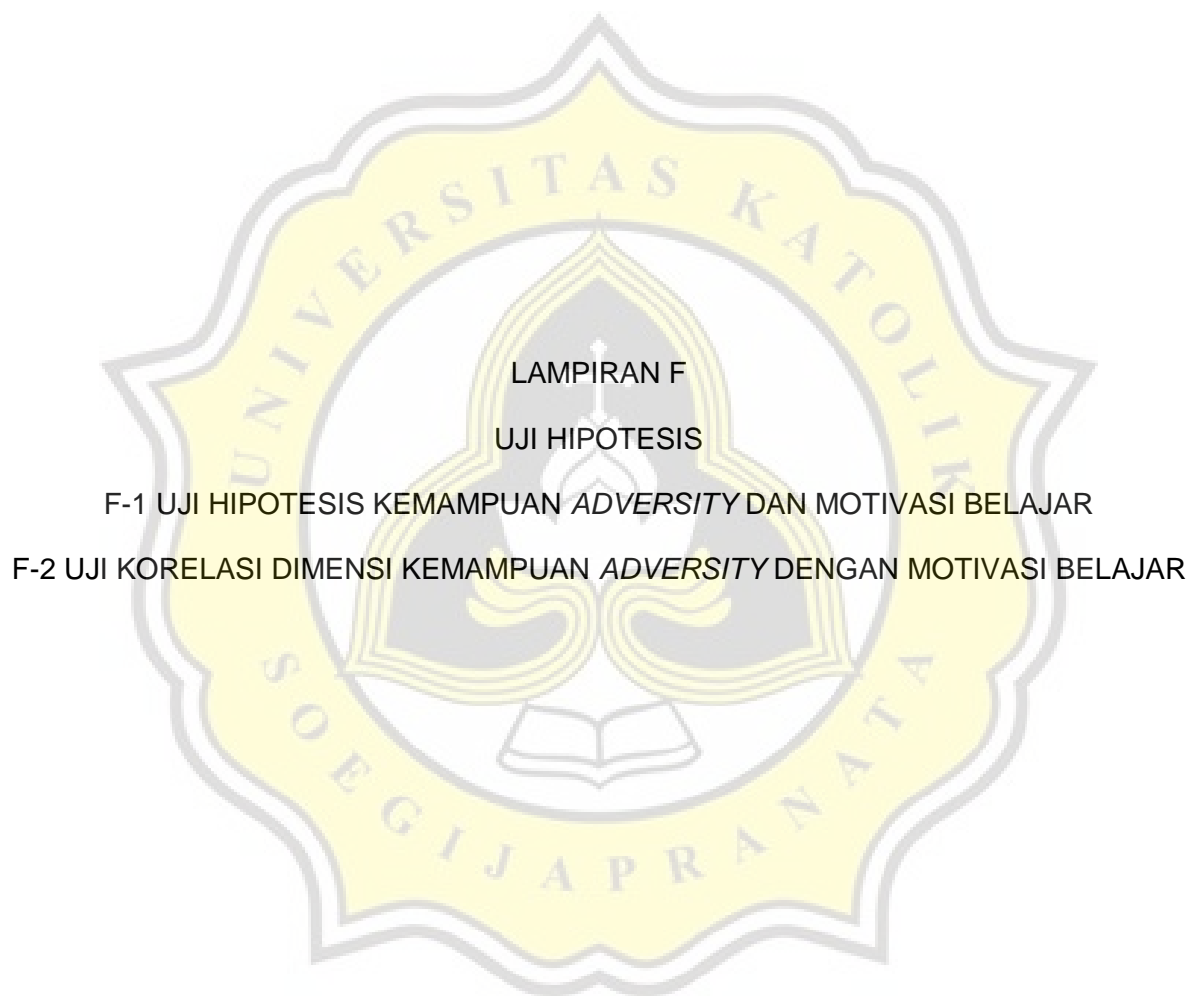 UNIVERSITAS KATOLIK
LAMPIRAN F
UJI HIPOTESIS
F-1 UJI HIPOTESIS KEMAMPUAN ADVERSITY DAN MOTIVASI BELAJAR
F-2 UJI KORELASI DIMENSI KEMAMPUAN ADVERSITY DENGAN MOTIVASI BELAJAR
SOEGIJAPRANATA